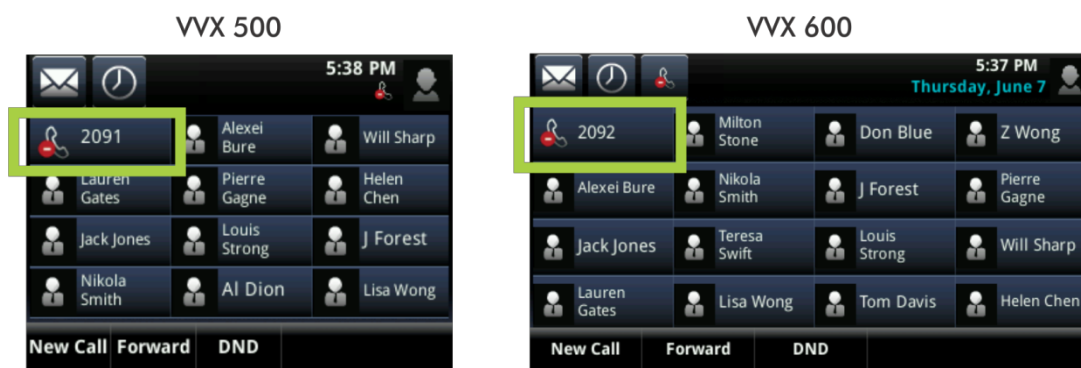 VVX 500
5:38 PM
2091
Alexei
Bure
Will Sharp
Lauren
Gates
Pierre
Gagne
Helen
Chen
Jack Jones
Louis
Strong
J Forest
Nikola
Smith
Al Dion
Lisa Wong
New Call Forward DND
VVX 600
5:37 PM
Thursday, June 7
2092
Milton
Stone
Don Blue
Z Wong
Alexei Bure
Nikola
Smith
J Forest
Pierre
Gagne
Jack Jones
Teresa
Swift
Louis
Strong
Will Sharp
Lauren
Gates
Lisa Wong
Tom Davis
Helen Chen
New Call Forward DND